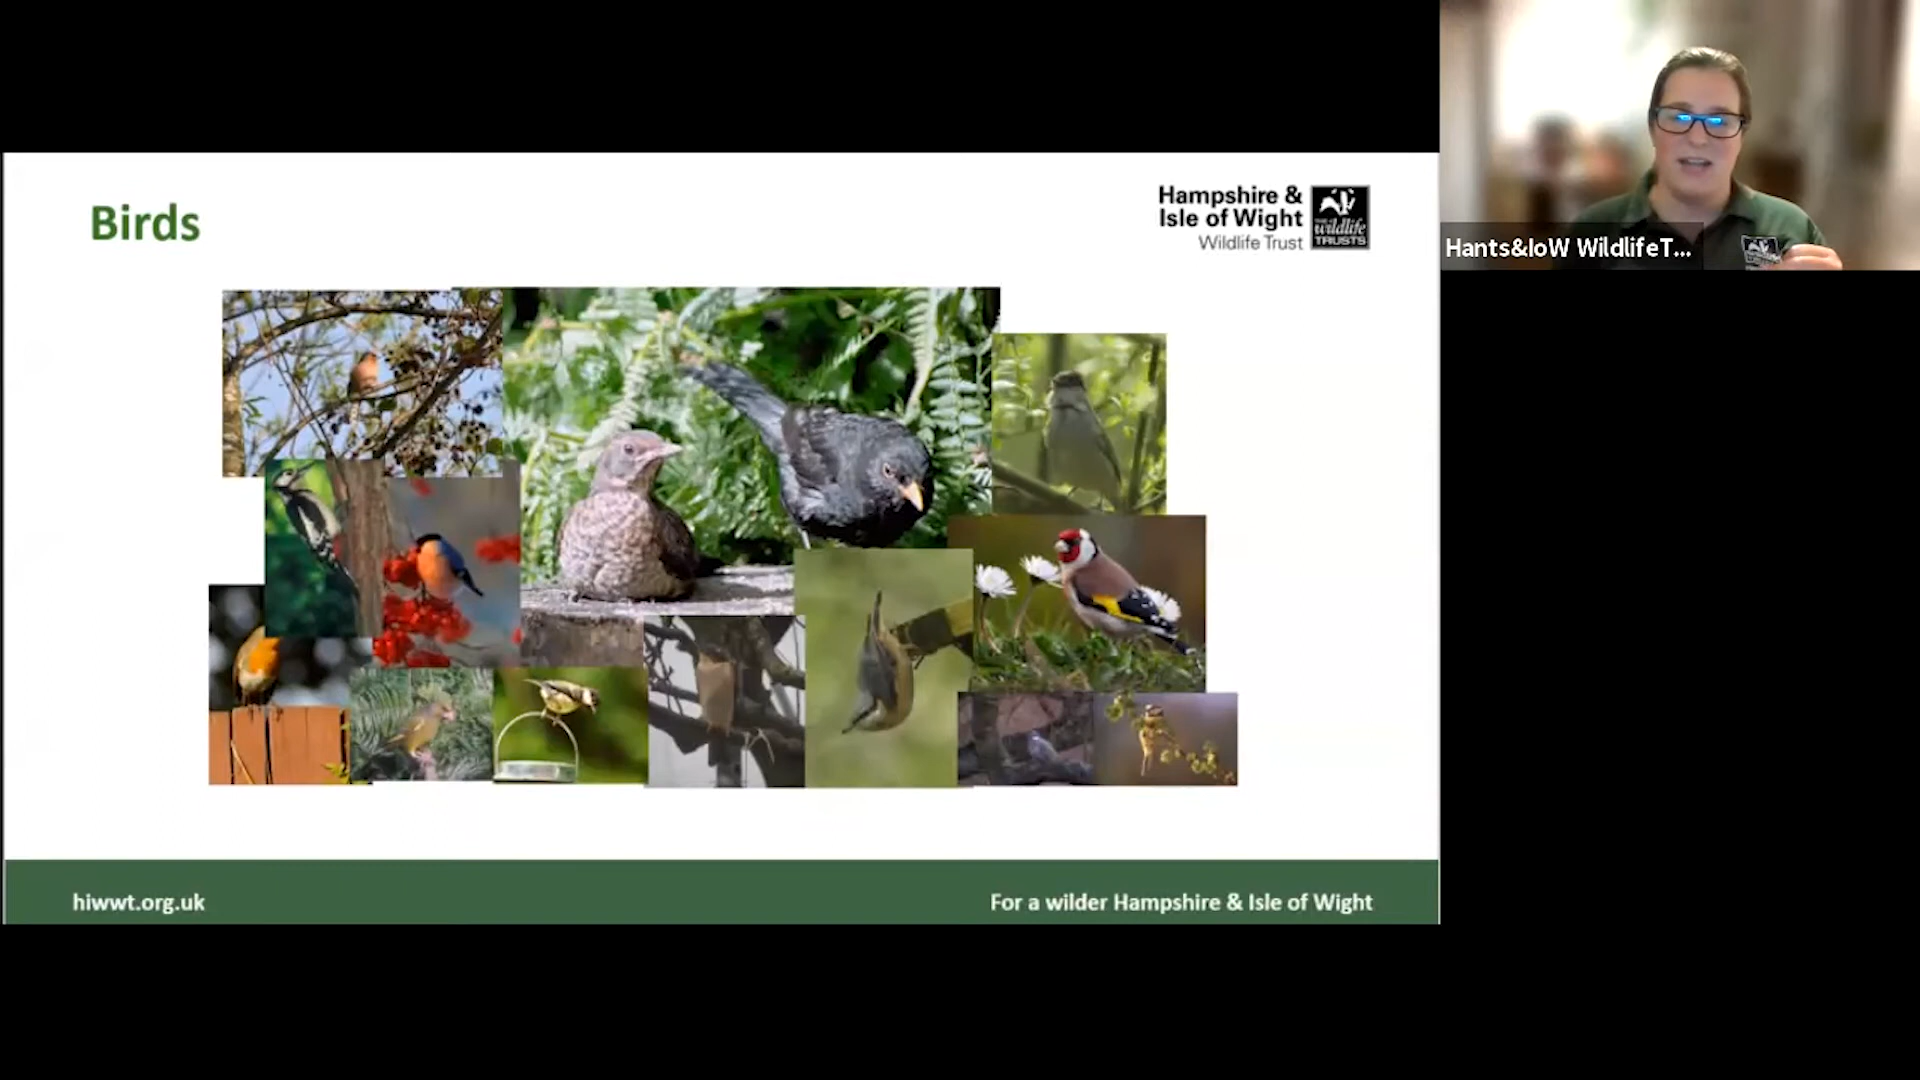 Birds
Hampshire &
Isle of Wight
Wildlife Trust
THE
wildlife
TRUSTS
Hants&IoW WildlifeT...
hiwwt.org.uk
For a wilder Hampshire & Isle of Wight